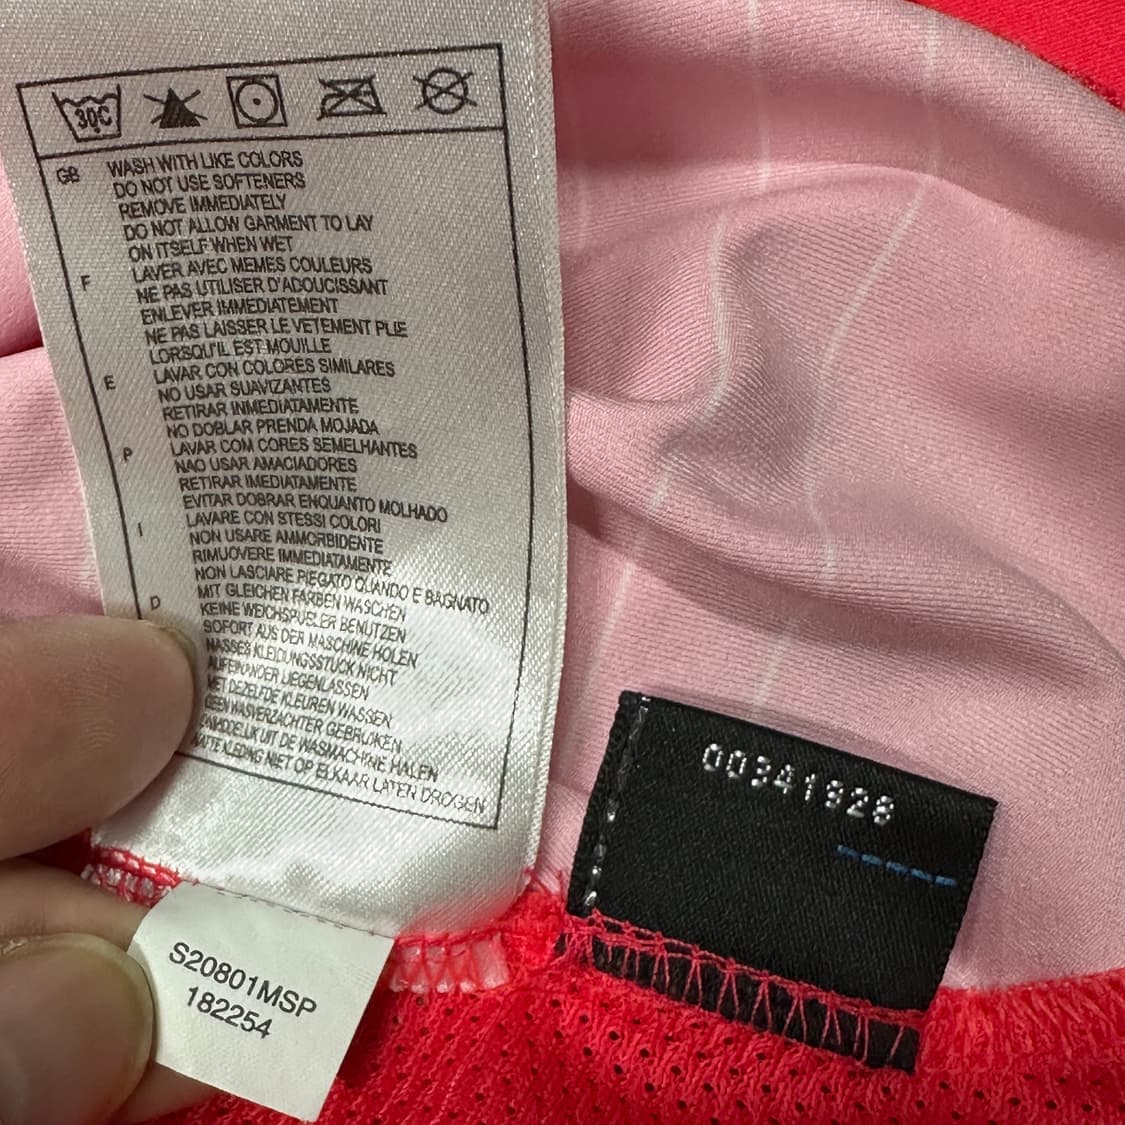 30°C
GB WASH WITH LIKE COLORS
DO NOT USE SOFTENERS
REMOVE IMMEDIATELY
DO NOT ALLOW GARMENT TO LAY
ON ITSELF WHEN WET
F LAVER AVEC MEMES COULEURS
NE PAS UTILISER D'ADOUCISSANT
ENLEVER IMMEDIATEMENT
NE PAS LAISSER LE VETEMENT PLIE
LORSQU'IL EST MOUILLE
E LAVAR CON COLORES SIMILARES
NO USAR SUAVIZANTES
RETIRAR INMEDIATAMENTE
NO DOBLAR PRENDA MOJADA
P LAVAR COM CORES SEMELHANTES
NAO USAR AMACIADORES
RETIRAR IMEDIATAMENTE
EVITAR DOBRAR ENQUANTO MOLHADO
I LAVARE CON STESSI COLORI
NON USARE AMMORBIDENTE
RIMUOVERE IMMEDIATAMENTE
NON LASCIARE PIEGATO QUANDO E BAGNATO
D MIT GLEICHEN FARBEN WASCHEN
KEINE WEICHSPUELER BENUTZEN
SOFORT AUS DER MASCHINE HOLEN
NASSES KLEIDUNGSSTUCK NICHT
AUFEINANDER LIEGENLASSEN
MET DEZELFDE KLEUREN WASSEN
GEEN WASVERZACHTER GEBRUIKEN
UIT DE WASMACHINE HALEN
KLEDING NIET OP ELKAAR LATEN DROGEN
S20801MSP
182254
00341928